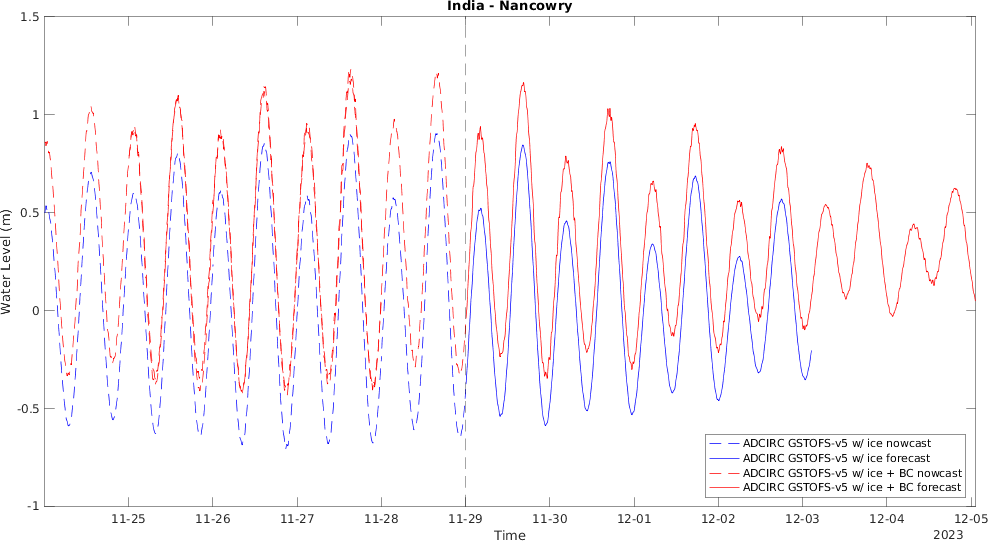 India - Nancowry
1.5
1
0.5
0
-0.5
-1
Water Level (m)
11-25 11-26 11-27 11-28 11-29 11-30 12-01 12-02 12-03 12-04 12-05
Time
2023
ADCIRC GSTOFS-v5 w/ ice nowcast
ADCIRC GSTOFS-v5 w/ ice forecast
ADCIRC GSTOFS-v5 w/ ice + BC nowcast
ADCIRC GSTOFS-v5 w/ ice + BC forecast